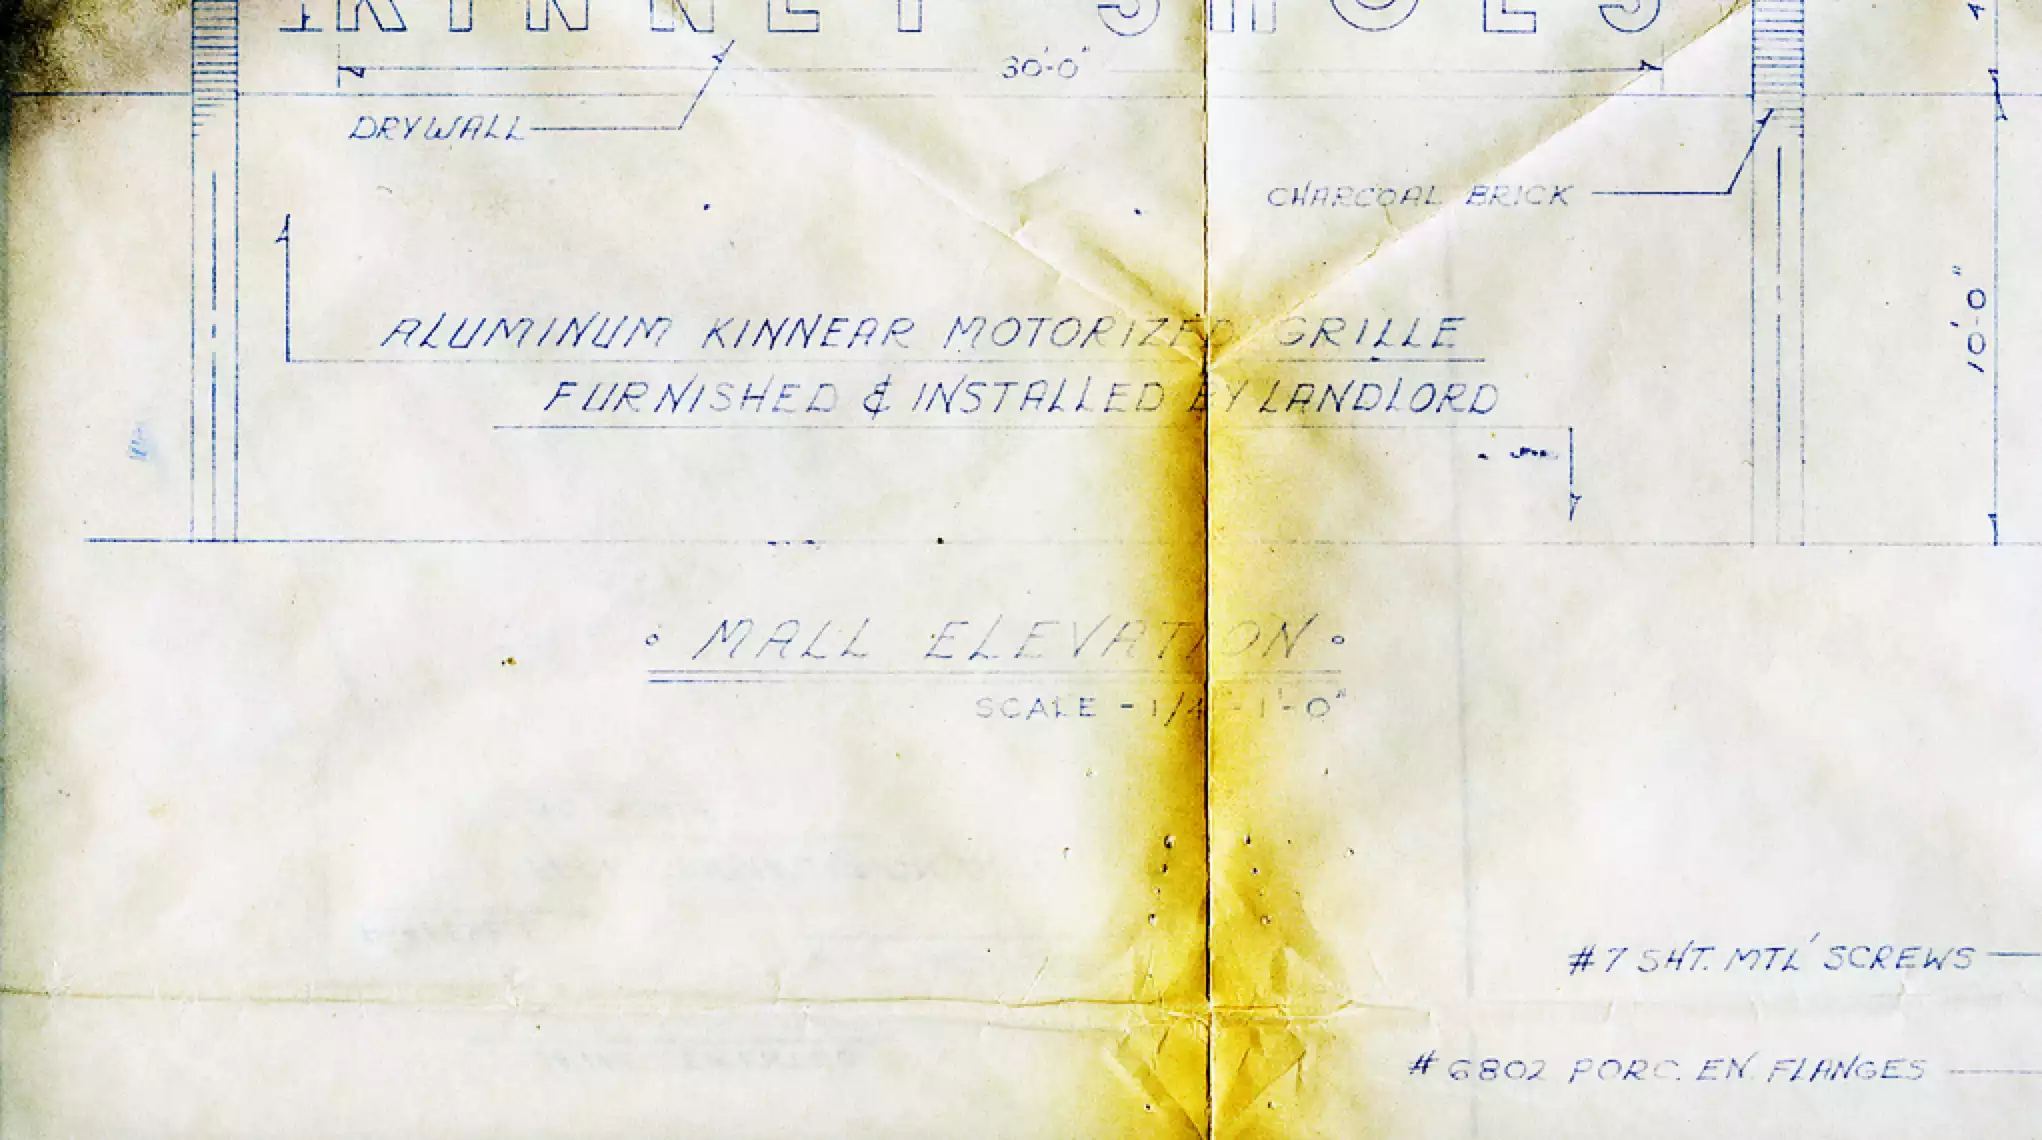 KINNEY SHOES
30'-0"
DRYWALL
CHARCOAL BRICK
10'-0"
ALUMINUM KINNEAR MOTORIZED GRILLE
FURNISHED & INSTALLED BY LANDLORD
MALL ELEVATION
SCALE - 1/4 - 1'-0"
#7 SHT. MTL' SCREWS
#6802 PORC. EN. FLANGES